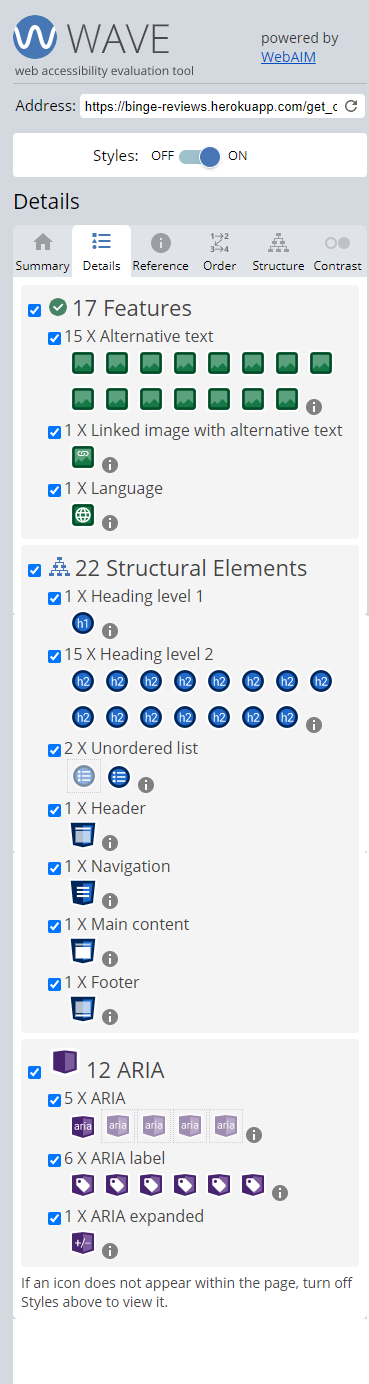 WAVE
web accessibility evaluation tool
powered by
WebAIM
Address: https://binge-reviews.herokuapp.com/get_c
Styles: OFF ON
Details
Summary Details Reference Order Structure Contrast
17 Features
15 X Alternative text
1 X Linked image with alternative text
1 X Language
22 Structural Elements
1 X Heading level 1
h1
15 X Heading level 2
h2 h2 h2 h2 h2 h2 h2 h2
h2 h2 h2 h2 h2 h2 h2
2 X Unordered list
1 X Header
1 X Navigation
1 X Main content
1 X Footer
12 ARIA
5 X ARIA
aria aria aria aria aria
6 X ARIA label
1 X ARIA expanded
+/-
If an icon does not appear within the page, turn off
Styles above to view it.